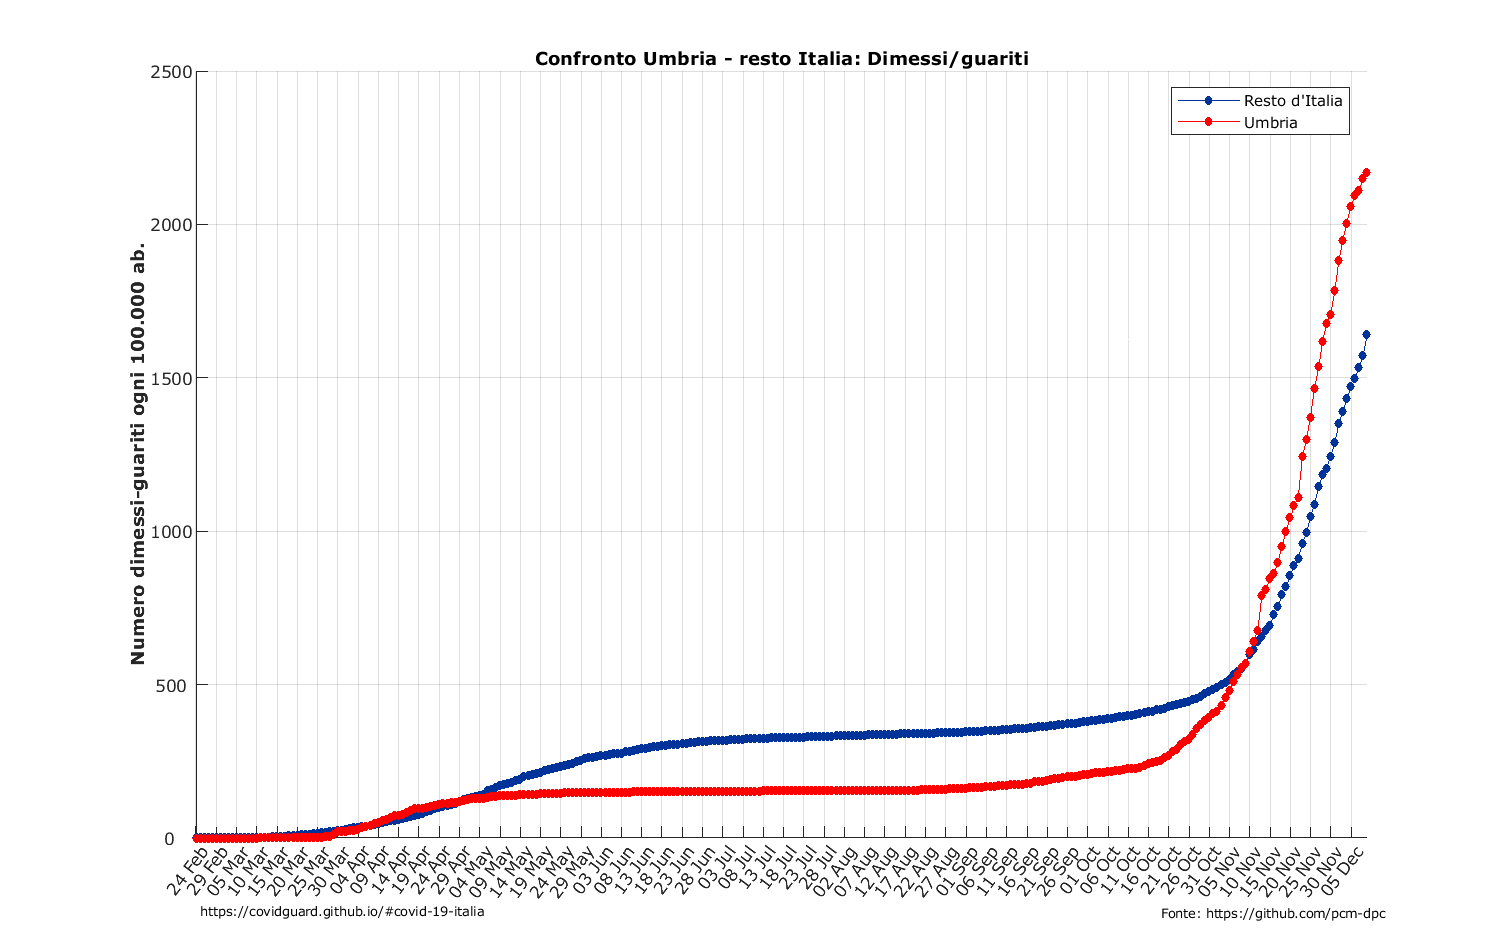 Confronto Umbria - resto Italia: Dimessi/guariti
Resto d'Italia
Umbria
Numero dimessi-guariti ogni 100.000 ab.
2500
2000
1500
1000
500
0
24 Feb
29 Feb
05 Mar
10 Mar
15 Mar
20 Mar
25 Mar
30 Mar
04 Apr
09 Apr
14 Apr
19 Apr
24 Apr
29 Apr
04 May
09 May
14 May
19 May
24 May
29 May
03 Jun
08 Jun
13 Jun
18 Jun
23 Jun
28 Jun
03 Jul
08 Jul
13 Jul
18 Jul
23 Jul
28 Jul
02 Aug
07 Aug
12 Aug
17 Aug
22 Aug
27 Aug
01 Sep
06 Sep
11 Sep
16 Sep
21 Sep
26 Sep
01 Oct
06 Oct
11 Oct
16 Oct
21 Oct
26 Oct
31 Oct
05 Nov
10 Nov
15 Nov
20 Nov
25 Nov
30 Nov
05 Dec
https://covidguard.github.io/#covid-19-italia
Fonte: https://github.com/pcm-dpc